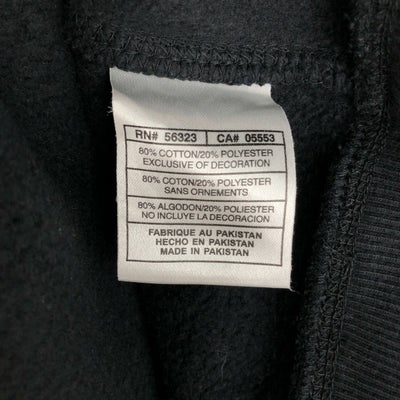 RN# 56323 CA# 05553
80% COTTON/20% POLYESTER
EXCLUSIVE OF DECORATION
80% COTON/20% POLYESTER
SANS ORNEMENTS
80% ALGODON/20% POLIESTER
NO INCLUYE LA DECORACION
FABRIQUE AU PAKISTAN
HECHO EN PAKISTAN
MADE IN PAKISTAN